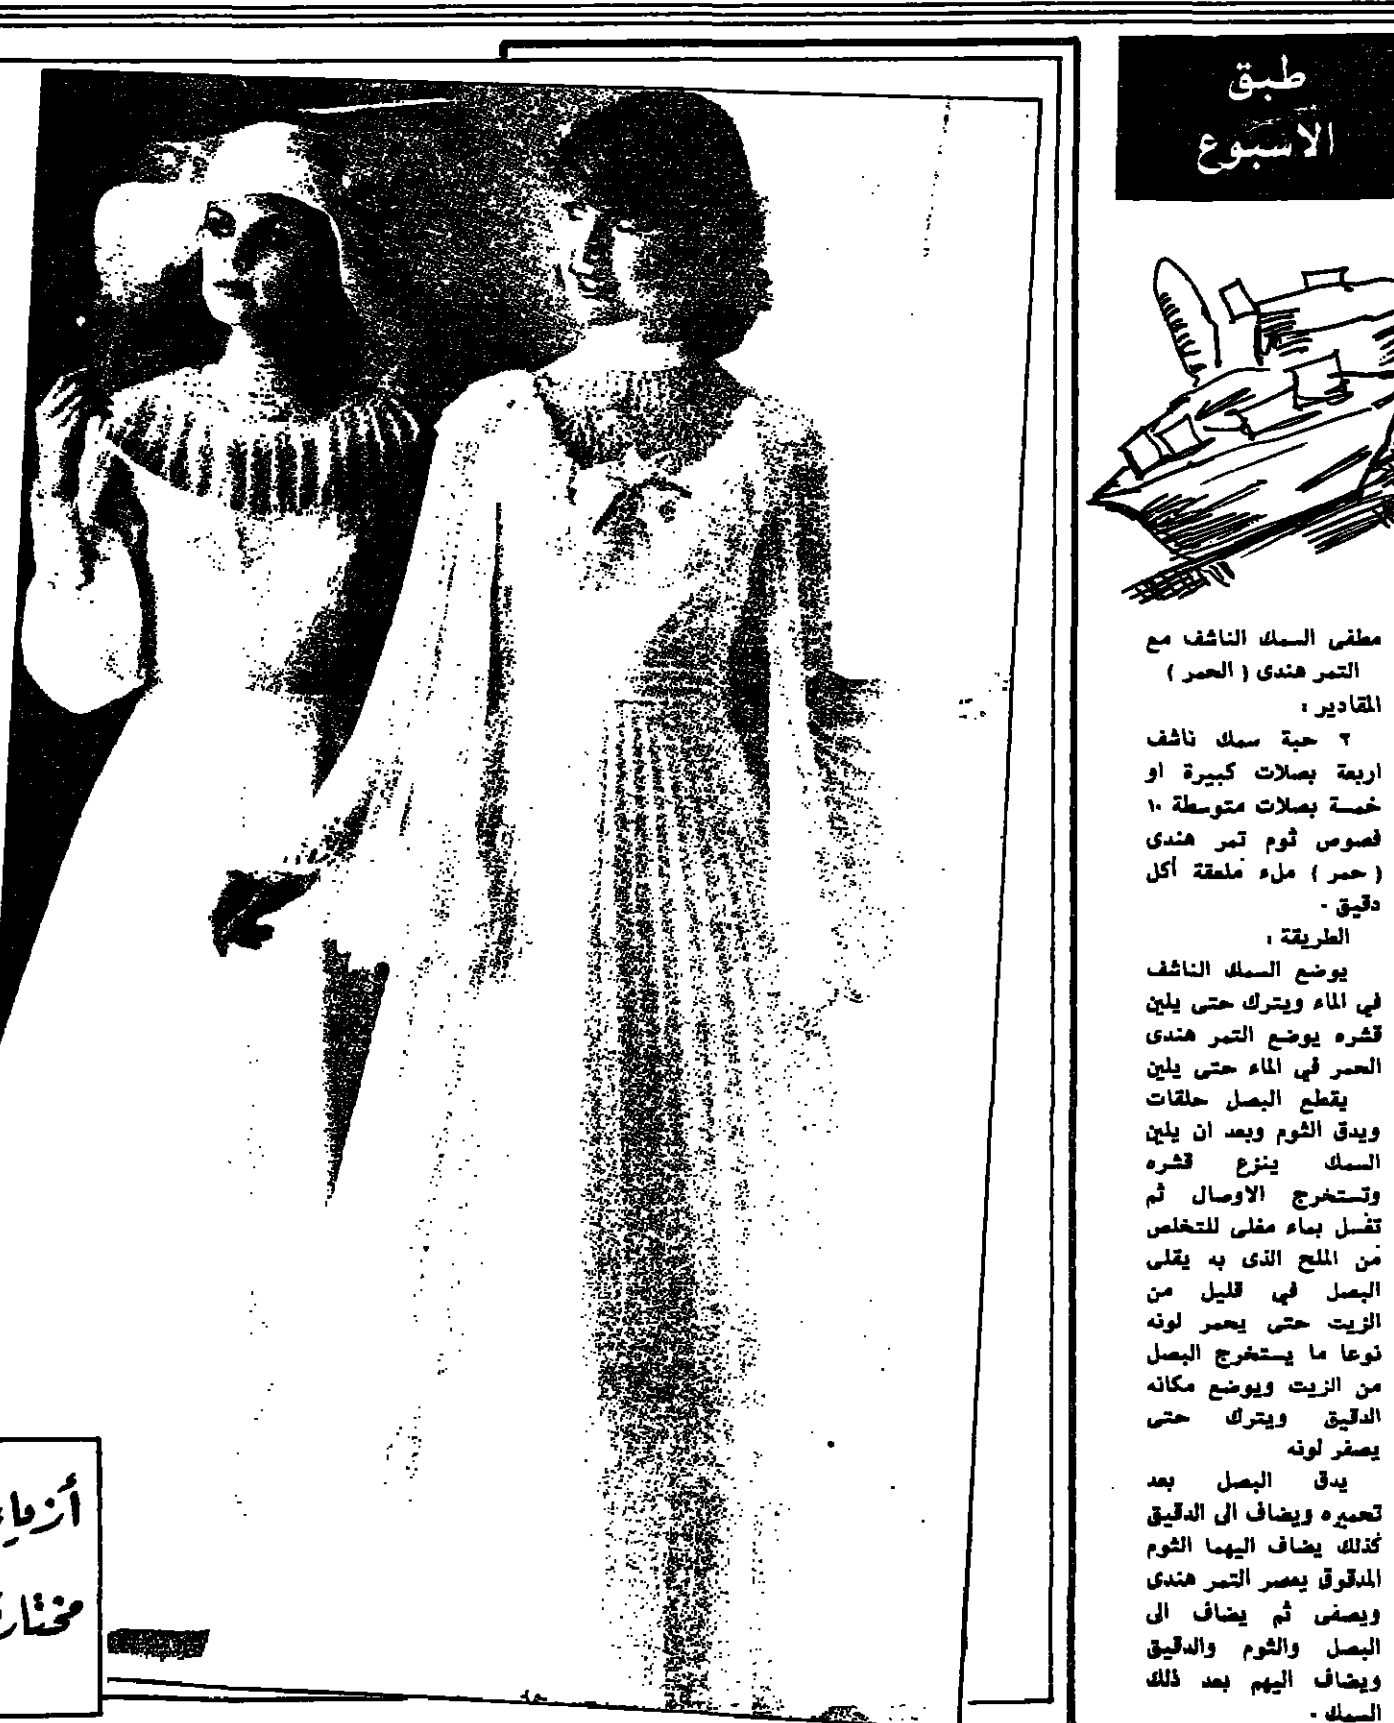 طبق
الاسبوع
مطفى السمك الناشف مع
التمر هندى ( الحمر )
المقادير :
٢ حبة سمك ناشف
اربعة بصلات كبيرة او
خمسة بصلات متوسطة ١٠
فصوص ثوم تمر هندى
( حمر ) ملء ملعقة أكل
دقيق .
الطريقة :
يوضع السمك الناشف
في الماء ويترك حتى يلين
قشره يوضع التمر هندى
الحمر في الماء حتى يلين
يقطع البصل حلقات
ويدق الثوم وبعد ان يلين
السمك ينزع قشره
وتستخرج الاوصال ثم
تغسل بماء مغلى للتخلص
من الملح الذى به يقلى
البصل في قليل من
الزيت حتى يحمر لونه
نوعا ما يستخرج البصل
من الزيت ويوضع مكانه
الدقيق ويترك حتى
يصفر لونه
يدق البصل بعد
تحميره ويضاف الى الدقيق
كذلك يضاف اليهما الثوم
المدقوق يعصر التمر هندى
ويصفى ثم يضاف الى
البصل والثوم والدقيق
ويضاف اليهم بعد ذلك
السمك .